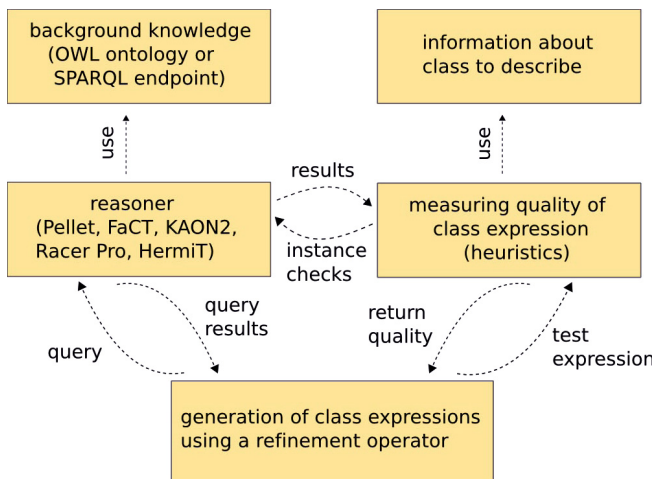 background knowledge
(OWL ontology or
SPARQL endpoint)
information about
class to describe
use
use
results
reasoner
(Pellet, FaCT, KAON2,
Racer Pro, HermiT)
measuring quality of
class expression
(heuristics)
instance
checks
query
results
return
quality
query
test
expression
generation of class expressions
using a refinement operator